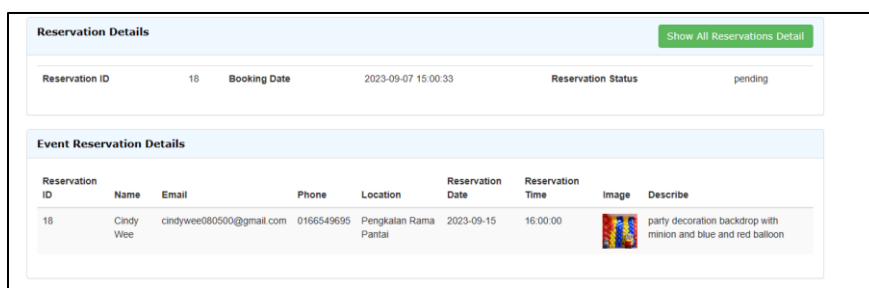 Reservation Details
Show All Reservations Detail
Reservation ID 18 Booking Date 2023-09-07 15:00:33 Reservation Status pending
Event Reservation Details
Reservation Reservation Reservation
ID Name Email Phone Location Date Time Image Describe
18 Cindy cindywee080500@gmail.com 0166549695 Pengkalan Rama 2023-09-15 16:00:00 party decoration backdrop with
Wee Pantai minion and blue and red balloon